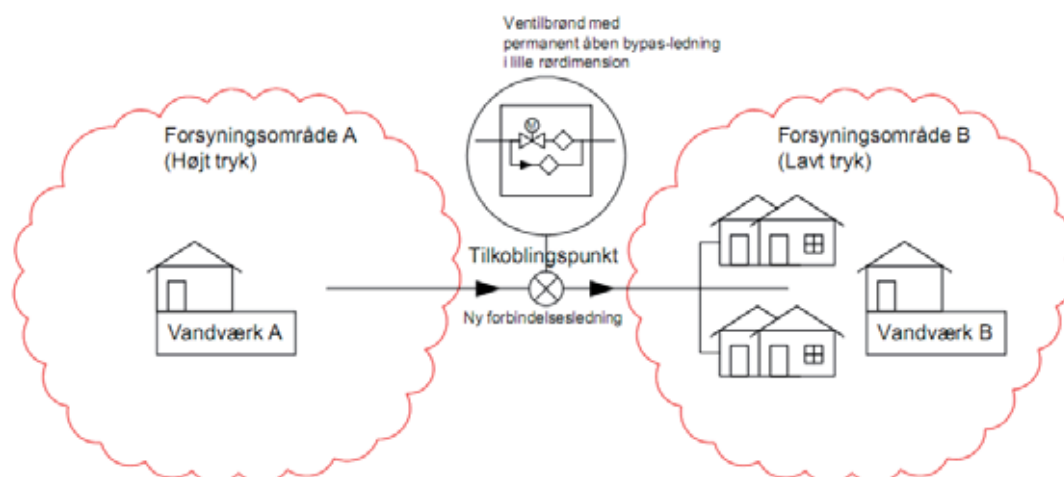 Ventilbrønd med
permanent åben bypas-ledning
i lille rørdimension
Forsyningsområde A
(Højt tryk)
Forsyningsområde B
(Lavt tryk)
Tilkoblingspunkt
Ny forbindelsesledning
Vandværk A
Vandværk B